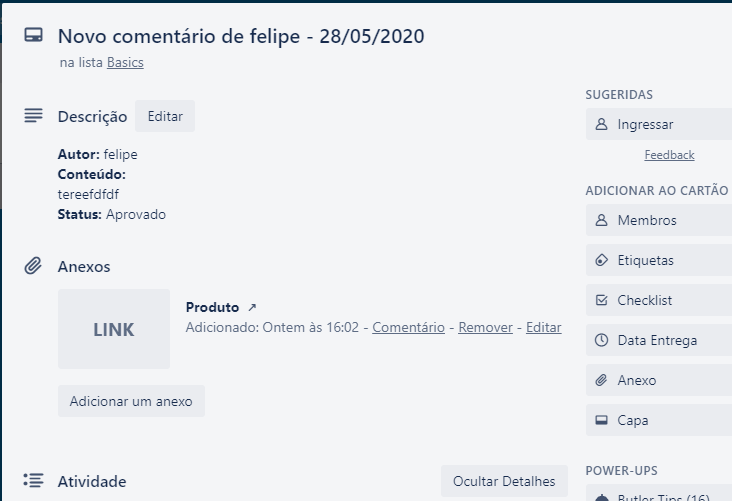 Novo comentário de felipe - 28/05/2020
na lista Basics
Descrição Editar
Autor: felipe
Conteúdo:
tereefdfdf
Status: Aprovado
Anexos
LINK
Produto ↗
Adicionado: Ontem às 16:02 - Comentário - Remover - Editar
Adicionar um anexo
Atividade Ocultar Detalhes
SUGERIDAS
Ingressar
Feedback
ADICIONAR AO CARTÃO
Membros
Etiquetas
Checklist
Data Entrega
Anexo
Capa
POWER-UPS
Butler Tips (16)